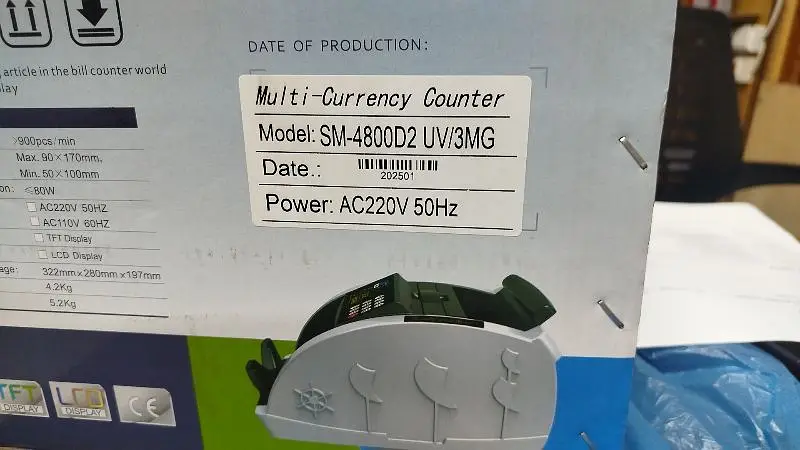 DATE OF PRODUCTION:
article in the bill counter world
lay
Multi-Currency Counter
Model: SM-4800D2 UV/3MG
Date.:
202501
Power: AC220V 50Hz
>900pcs/min
Max. 90×170mm.
Min. 50×100mm
on: ≤80W
AC220V 50HZ
AC110V 60HZ
TFT Display
LCD Display
age: 322mm×280mm×197mm
4.2Kg
5.2Kg
TFT
DISPLAY
LCD
DISPLAY
CE